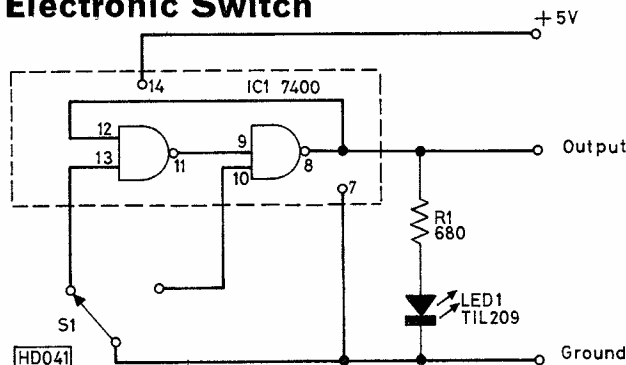 Electronic Switch
+5V
14
IC1 7400
12
13
11
9
10
8
Output
7
R1
680
LED1
TIL209
S1
HD041
Ground